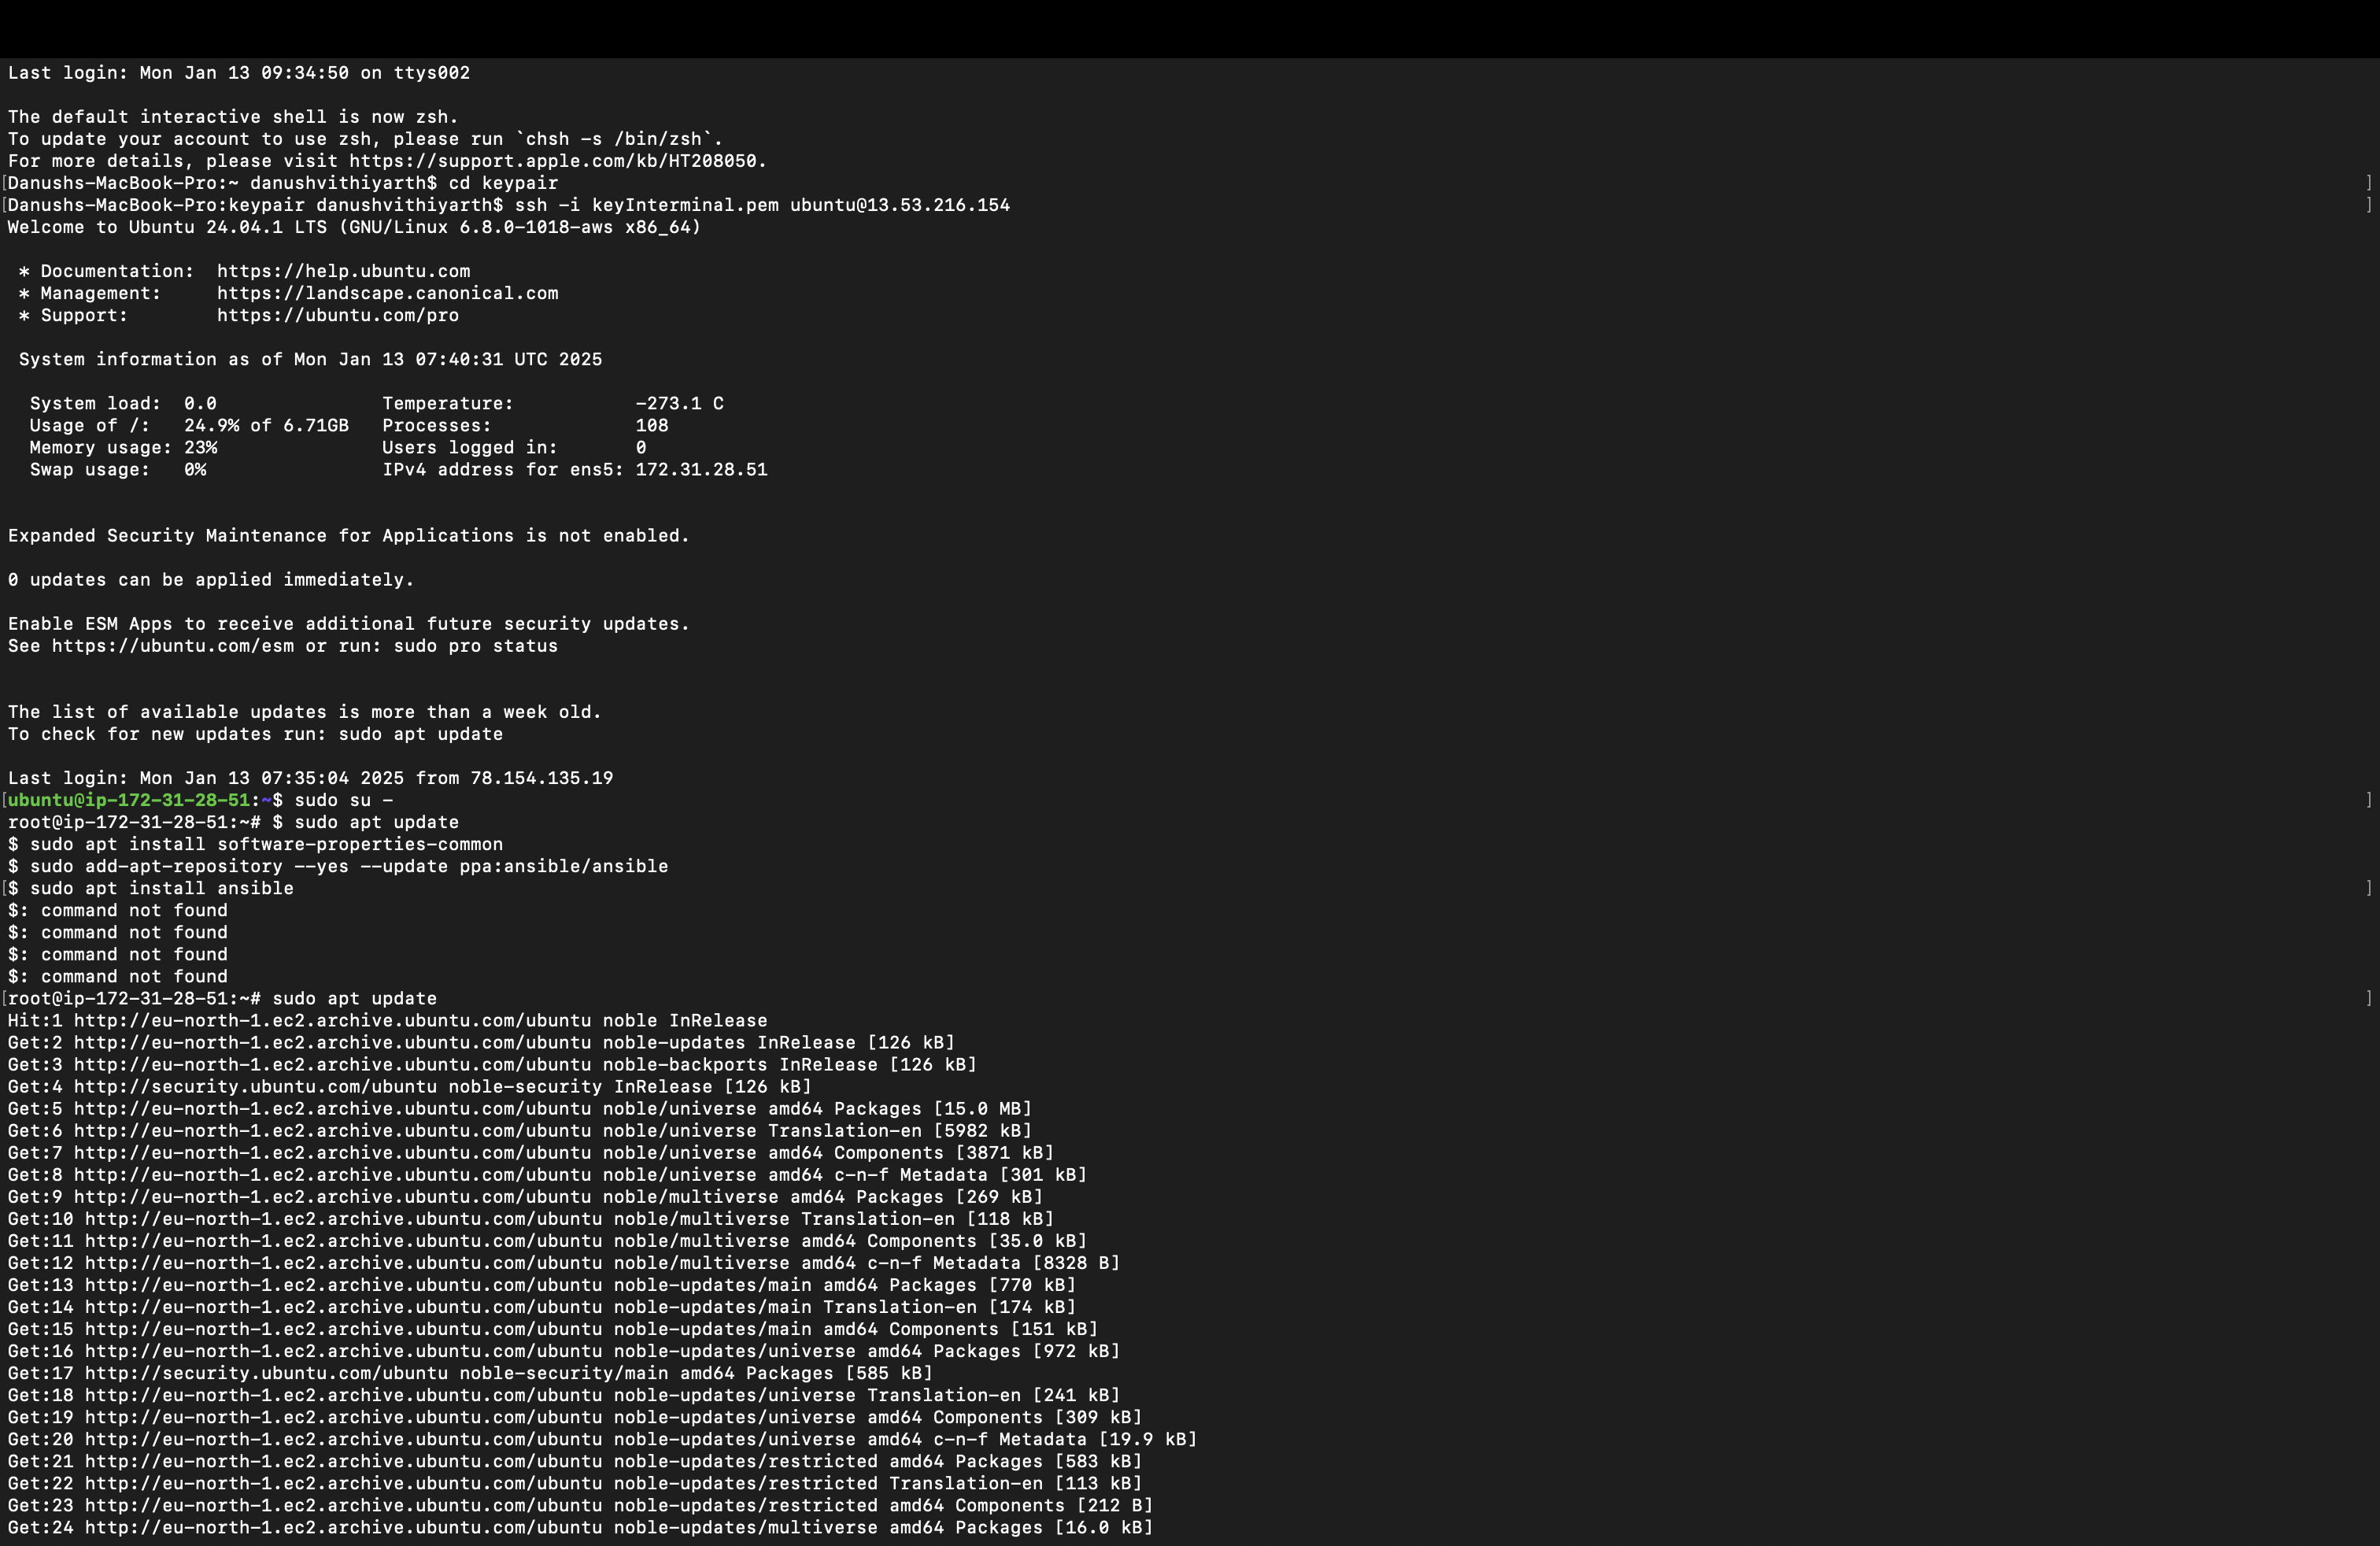 Last login: Mon Jan 13 09:34:50 on ttys002
The default interactive shell is now zsh.
To update your account to use zsh, please run `chsh -s /bin/zsh`.
For more details, please visit https://support.apple.com/kb/HT208050.
[Danushs-MacBook-Pro:~ danushvithiyarth$ cd keypair ]
[Danushs-MacBook-Pro:keypair danushvithiyarth$ ssh -i keyInterminal.pem ubuntu@13.53.216.154 ]
Welcome to Ubuntu 24.04.1 LTS (GNU/Linux 6.8.0-1018-aws x86_64)
* Documentation:  https://help.ubuntu.com
* Management:     https://landscape.canonical.com
* Support:        https://ubuntu.com/pro
System information as of Mon Jan 13 07:40:31 UTC 2025
System load:  0.0               Temperature:           -273.1 C
Usage of /:   24.9% of 6.71GB   Processes:             108
Memory usage: 23%               Users logged in:       0
Swap usage:   0%                IPv4 address for ens5: 172.31.28.51
Expanded Security Maintenance for Applications is not enabled.
0 updates can be applied immediately.
Enable ESM Apps to receive additional future security updates.
See https://ubuntu.com/esm or run: sudo pro status
The list of available updates is more than a week old.
To check for new updates run: sudo apt update
Last login: Mon Jan 13 07:35:04 2025 from 78.154.135.19
[ubuntu@ip-172-31-28-51:~$ sudo su - ]
root@ip-172-31-28-51:~# $ sudo apt update
$ sudo apt install software-properties-common
$ sudo add-apt-repository --yes --update ppa:ansible/ansible
[$ sudo apt install ansible ]
$: command not found
$: command not found
$: command not found
$: command not found
[root@ip-172-31-28-51:~# sudo apt update ]
Hit:1 http://eu-north-1.ec2.archive.ubuntu.com/ubuntu noble InRelease
Get:2 http://eu-north-1.ec2.archive.ubuntu.com/ubuntu noble-updates InRelease [126 kB]
Get:3 http://eu-north-1.ec2.archive.ubuntu.com/ubuntu noble-backports InRelease [126 kB]
Get:4 http://security.ubuntu.com/ubuntu noble-security InRelease [126 kB]
Get:5 http://eu-north-1.ec2.archive.ubuntu.com/ubuntu noble/universe amd64 Packages [15.0 MB]
Get:6 http://eu-north-1.ec2.archive.ubuntu.com/ubuntu noble/universe Translation-en [5982 kB]
Get:7 http://eu-north-1.ec2.archive.ubuntu.com/ubuntu noble/universe amd64 Components [3871 kB]
Get:8 http://eu-north-1.ec2.archive.ubuntu.com/ubuntu noble/universe amd64 c-n-f Metadata [301 kB]
Get:9 http://eu-north-1.ec2.archive.ubuntu.com/ubuntu noble/multiverse amd64 Packages [269 kB]
Get:10 http://eu-north-1.ec2.archive.ubuntu.com/ubuntu noble/multiverse Translation-en [118 kB]
Get:11 http://eu-north-1.ec2.archive.ubuntu.com/ubuntu noble/multiverse amd64 Components [35.0 kB]
Get:12 http://eu-north-1.ec2.archive.ubuntu.com/ubuntu noble/multiverse amd64 c-n-f Metadata [8328 B]
Get:13 http://eu-north-1.ec2.archive.ubuntu.com/ubuntu noble-updates/main amd64 Packages [770 kB]
Get:14 http://eu-north-1.ec2.archive.ubuntu.com/ubuntu noble-updates/main Translation-en [174 kB]
Get:15 http://eu-north-1.ec2.archive.ubuntu.com/ubuntu noble-updates/main amd64 Components [151 kB]
Get:16 http://eu-north-1.ec2.archive.ubuntu.com/ubuntu noble-updates/universe amd64 Packages [972 kB]
Get:17 http://security.ubuntu.com/ubuntu noble-security/main amd64 Packages [585 kB]
Get:18 http://eu-north-1.ec2.archive.ubuntu.com/ubuntu noble-updates/universe Translation-en [241 kB]
Get:19 http://eu-north-1.ec2.archive.ubuntu.com/ubuntu noble-updates/universe amd64 Components [309 kB]
Get:20 http://eu-north-1.ec2.archive.ubuntu.com/ubuntu noble-updates/universe amd64 c-n-f Metadata [19.9 kB]
Get:21 http://eu-north-1.ec2.archive.ubuntu.com/ubuntu noble-updates/restricted amd64 Packages [583 kB]
Get:22 http://eu-north-1.ec2.archive.ubuntu.com/ubuntu noble-updates/restricted Translation-en [113 kB]
Get:23 http://eu-north-1.ec2.archive.ubuntu.com/ubuntu noble-updates/restricted amd64 Components [212 B]
Get:24 http://eu-north-1.ec2.archive.ubuntu.com/ubuntu noble-updates/multiverse amd64 Packages [16.0 kB]